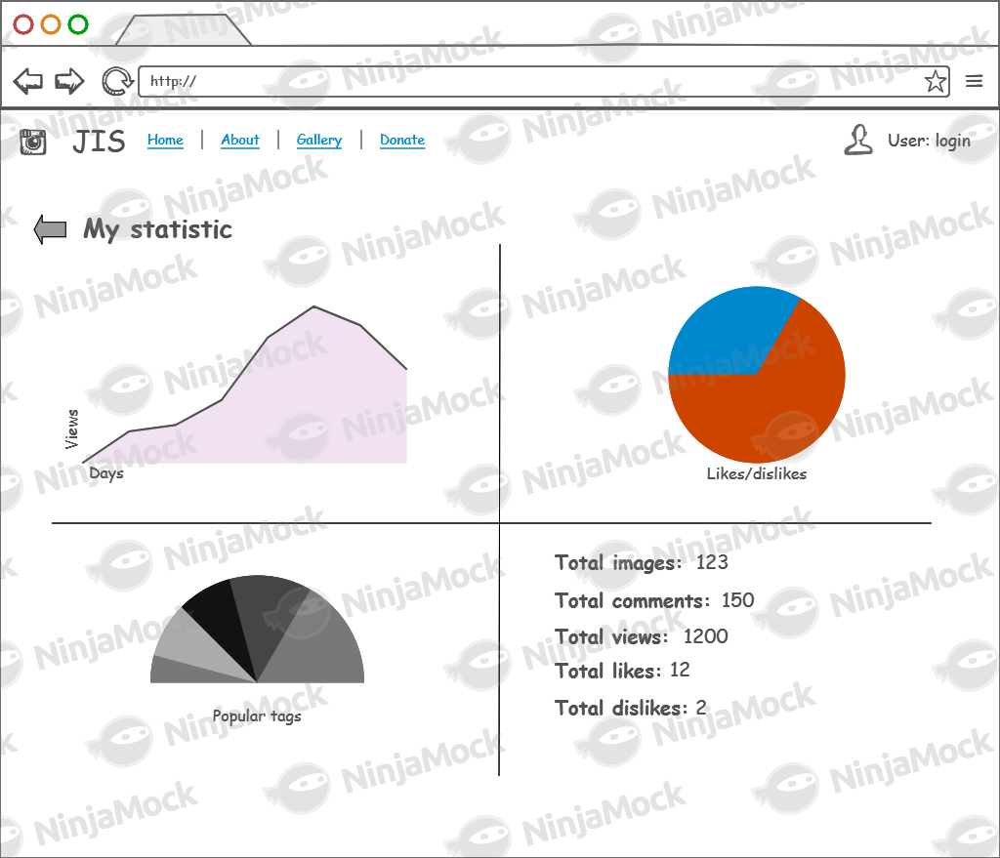 http://
JIS Home | About | Gallery | Donate User: login
My statistic
Views
Days
Likes/dislikes
Total images: 123
Total comments: 150
Total views: 1200
Total likes: 12
Total dislikes: 2
Popular tags
NinjaMock